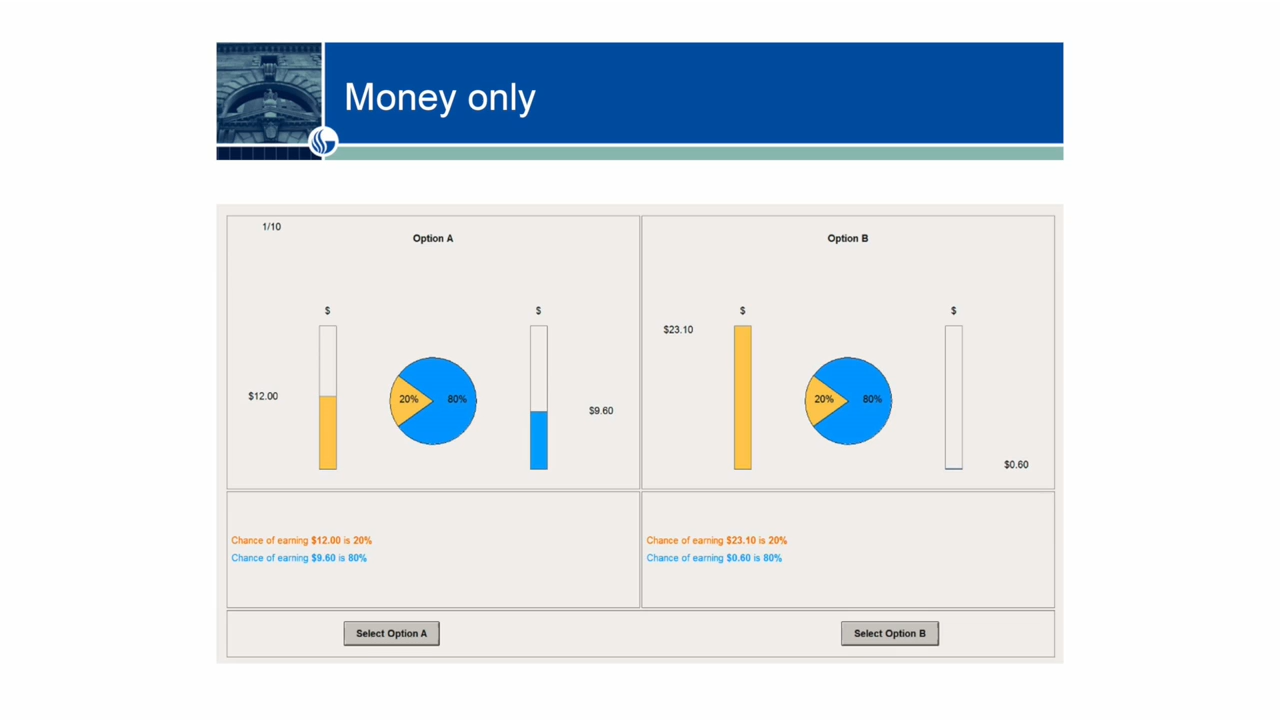 Money only
1/10
Option A
$
$
$12.00
20%
80%
$9.60
Chance of earning $12.00 is 20%
Chance of earning $9.60 is 80%
Select Option A
Option B
$
$
$23.10
20%
80%
$0.60
Chance of earning $23.10 is 20%
Chance of earning $0.60 is 80%
Select Option B